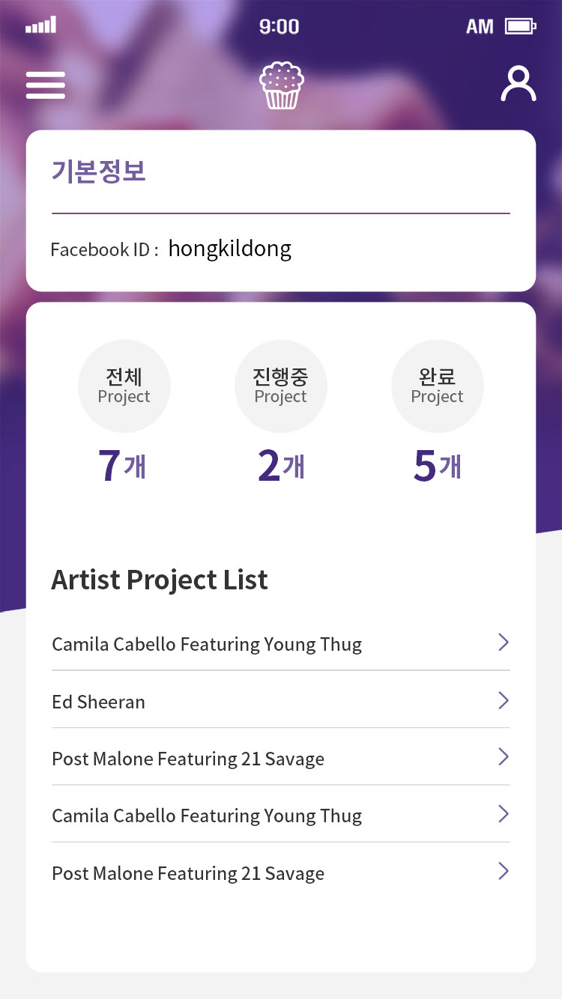 9:00 AM
기본정보
Facebook ID : hongkildong
전체 진행중 완료
Project Project Project
7개 2개 5개
Artist Project List
Camila Cabello Featuring Young Thug
Ed Sheeran
Post Malone Featuring 21 Savage
Camila Cabello Featuring Young Thug
Post Malone Featuring 21 Savage